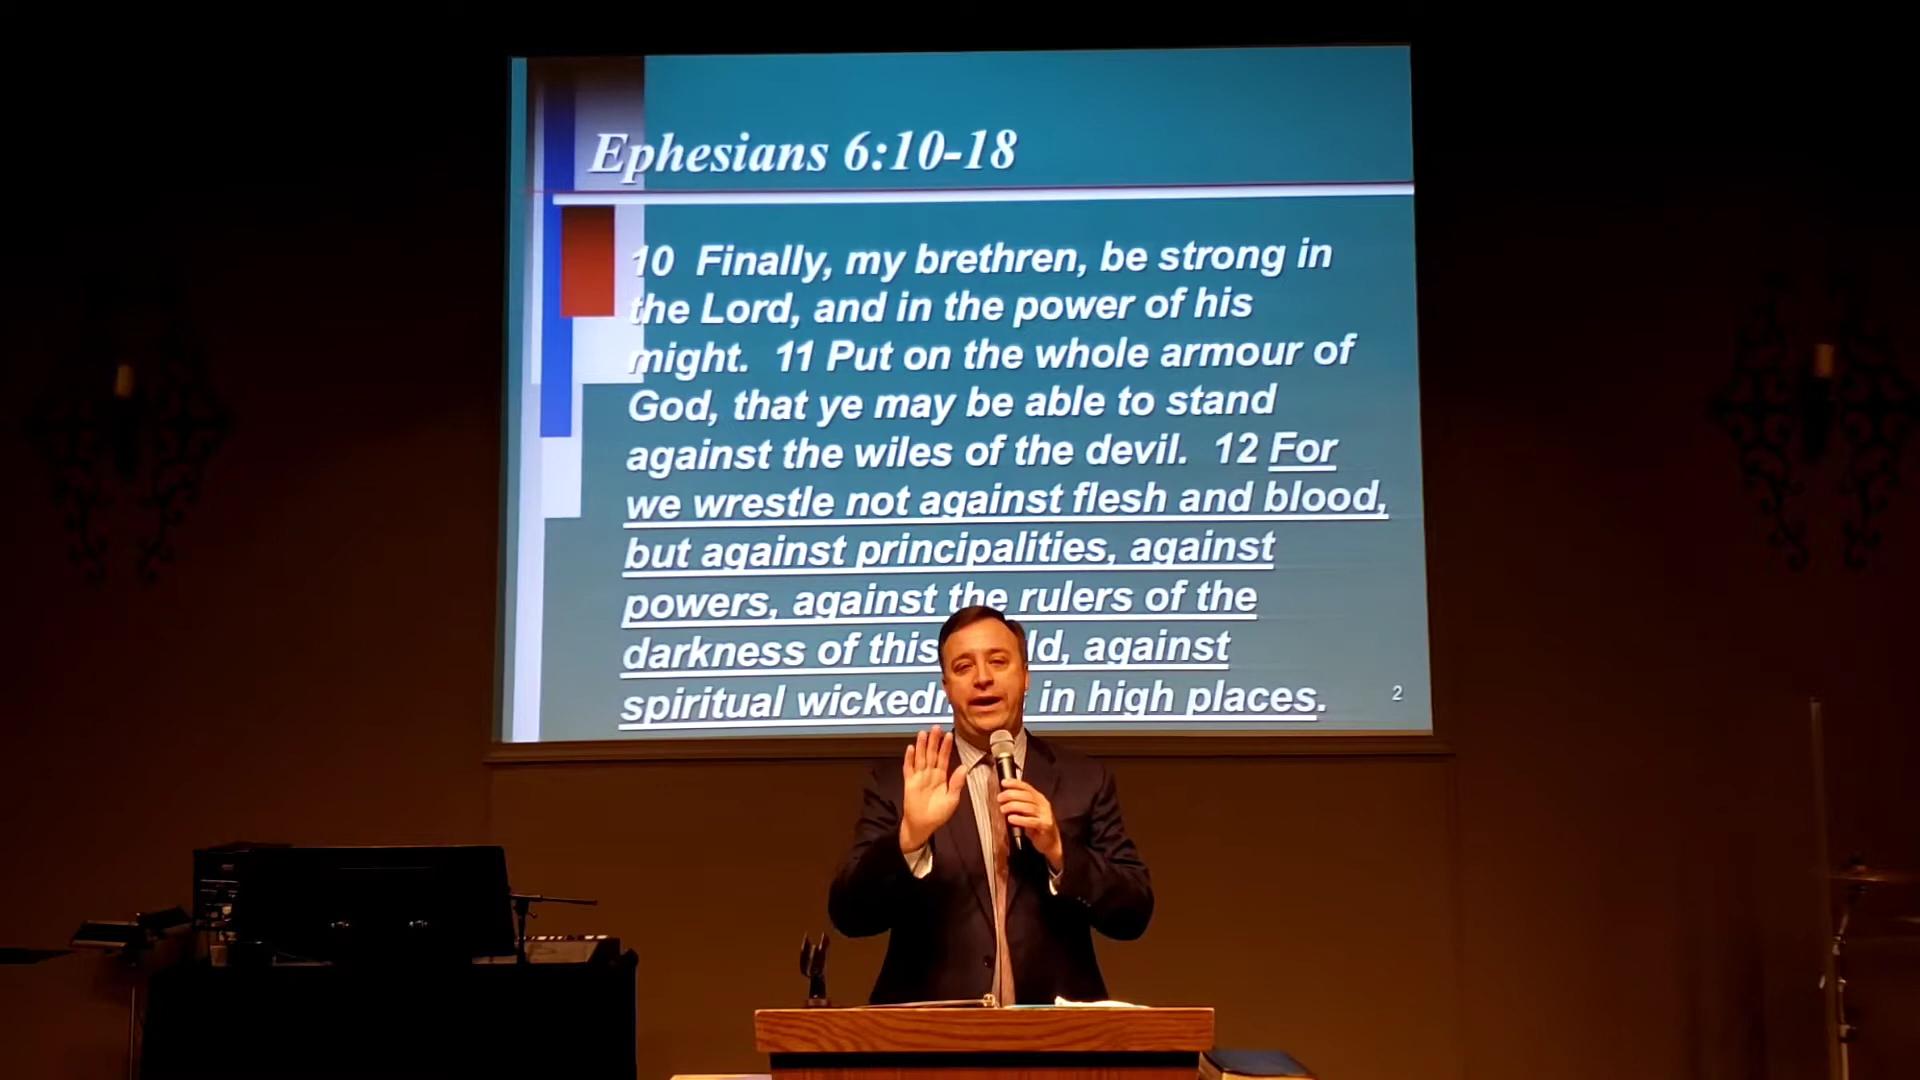 Ephesians 6:10-18
10 Finally, my brethren, be strong in
the Lord, and in the power of his
might. 11 Put on the whole armour of
God, that ye may be able to stand
against the wiles of the devil. 12 For
we wrestle not against flesh and blood,
but against principalities, against
powers, against the rulers of the
darkness of this ld, against
spiritual wickedn in high places.
2